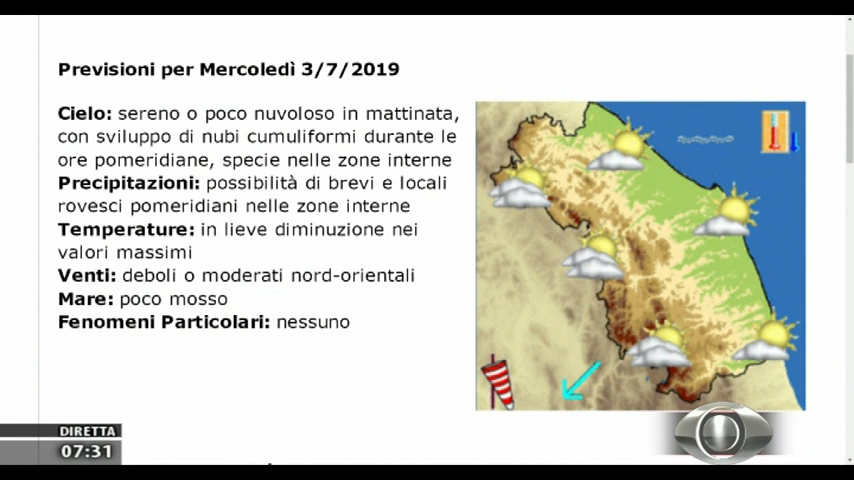 Previsioni per Mercoledì 3/7/2019
Cielo: sereno o poco nuvoloso in mattinata,
con sviluppo di nubi cumuliformi durante le
ore pomeridiane, specie nelle zone interne
Precipitazioni: possibilità di brevi e locali
rovesci pomeridiani nelle zone interne
Temperature: in lieve diminuzione nei
valori massimi
Venti: deboli o moderati nord-orientali
Mare: poco mosso
Fenomeni Particolari: nessuno
DIRETTA
07:31